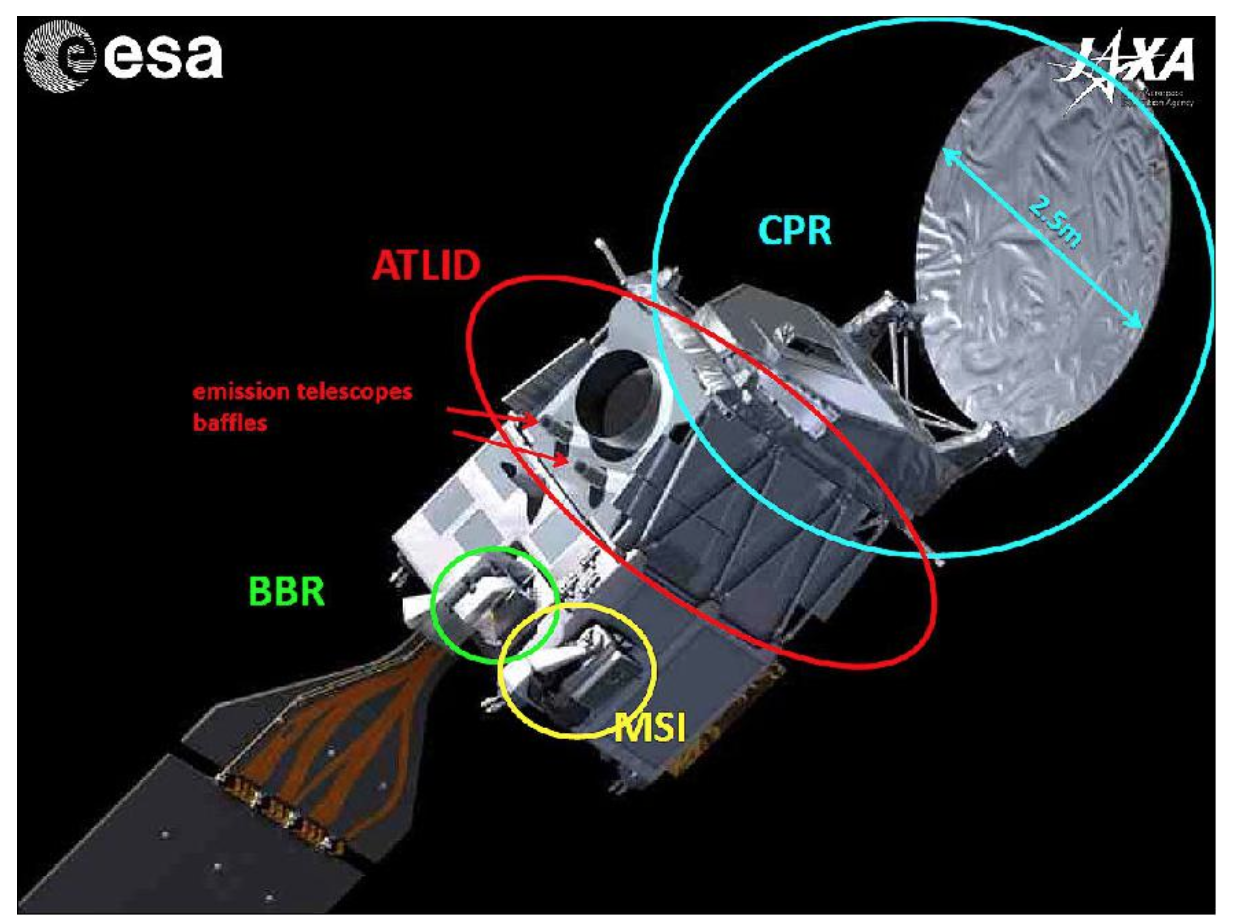 esa
JAXA
CPR
2.5m
ATLID
emission telescopes
baffles
BBR
MSI